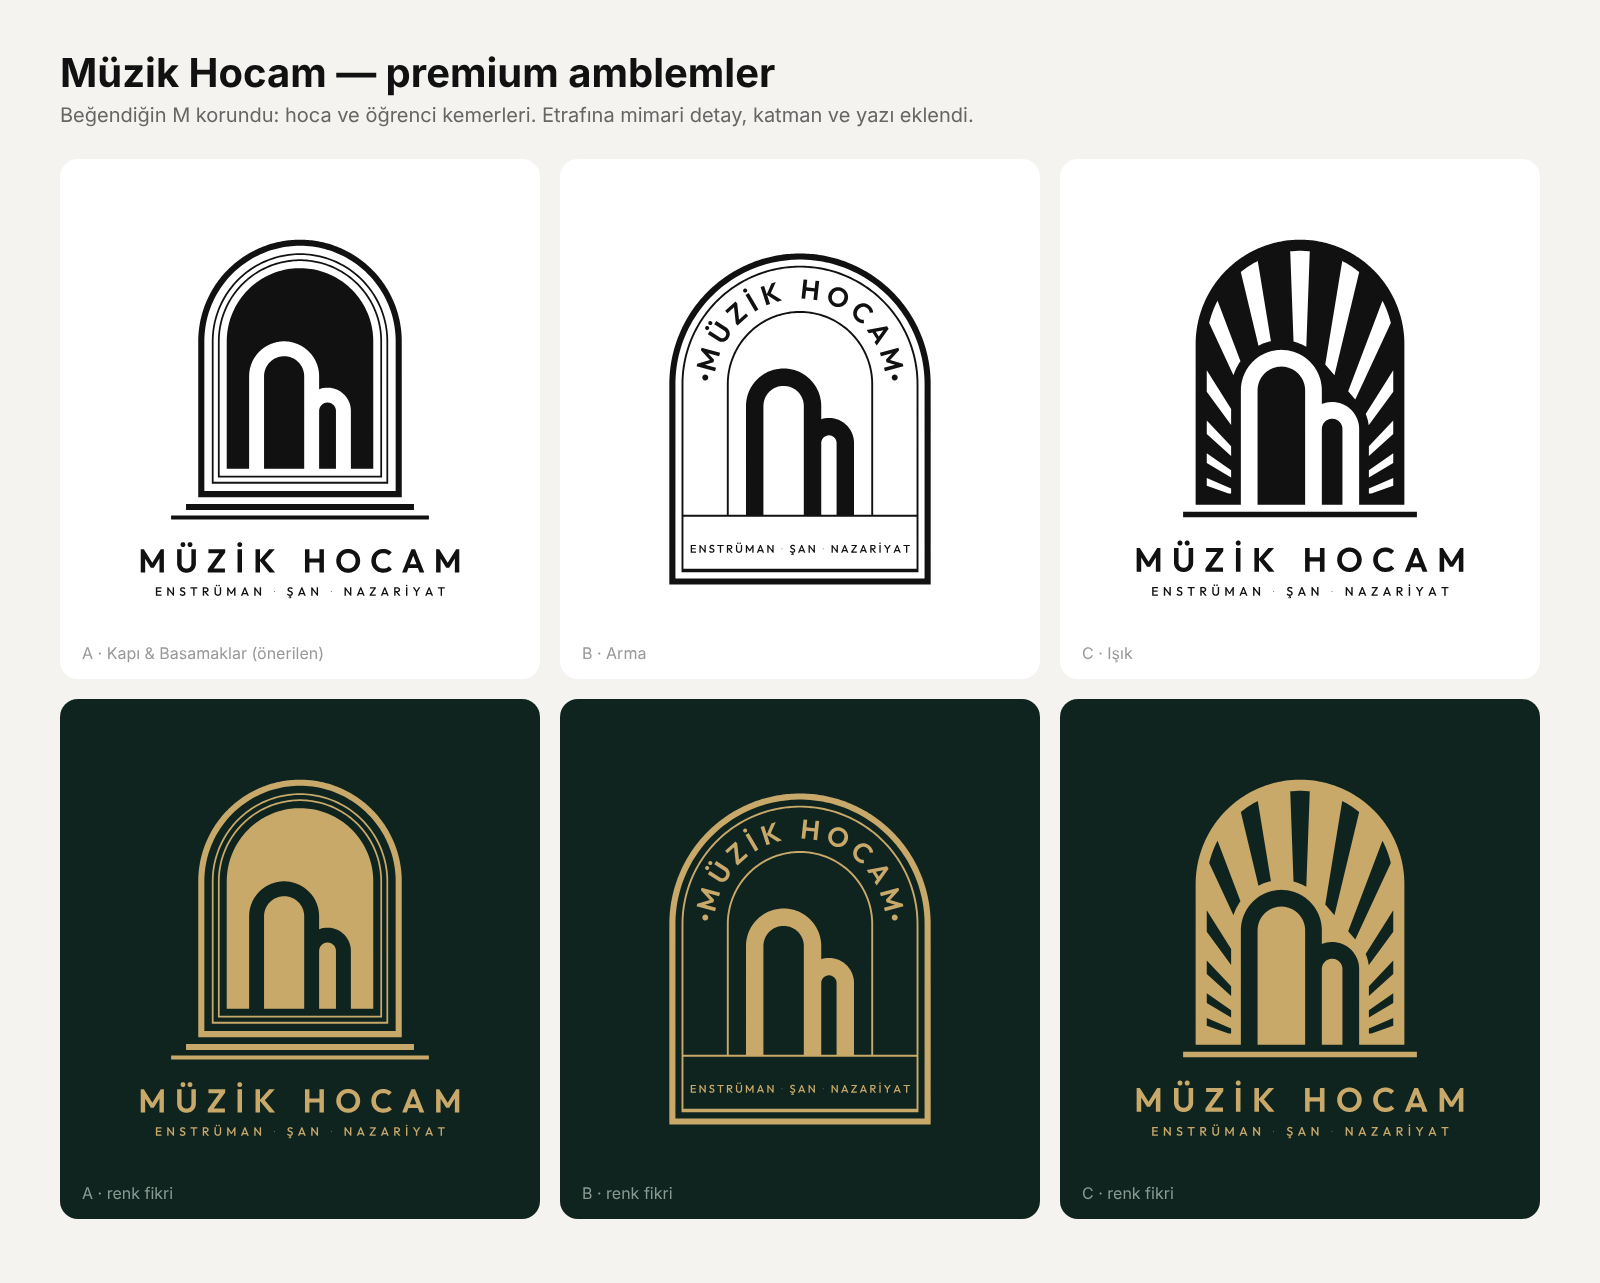 Müzik Hocam — premium amblemler
Beğendiğin M korundu: hoca ve öğrenci kemerleri. Etrafına mimari detay, katman ve yazı eklendi.
MÜZİK HOCAM
ENSTRÜMAN · ŞAN · NAZARİYAT
A · Kapı & Basamaklar (önerilen)
·MÜZİK HOCAM·
ENSTRÜMAN · ŞAN · NAZARİYAT
B · Arma
MÜZİK HOCAM
ENSTRÜMAN · ŞAN · NAZARİYAT
C · Işık
MÜZİK HOCAM
ENSTRÜMAN · ŞAN · NAZARİYAT
A · renk fikri
·MÜZİK HOCAM·
ENSTRÜMAN · ŞAN · NAZARİYAT
B · renk fikri
MÜZİK HOCAM
ENSTRÜMAN · ŞAN · NAZARİYAT
C · renk fikri